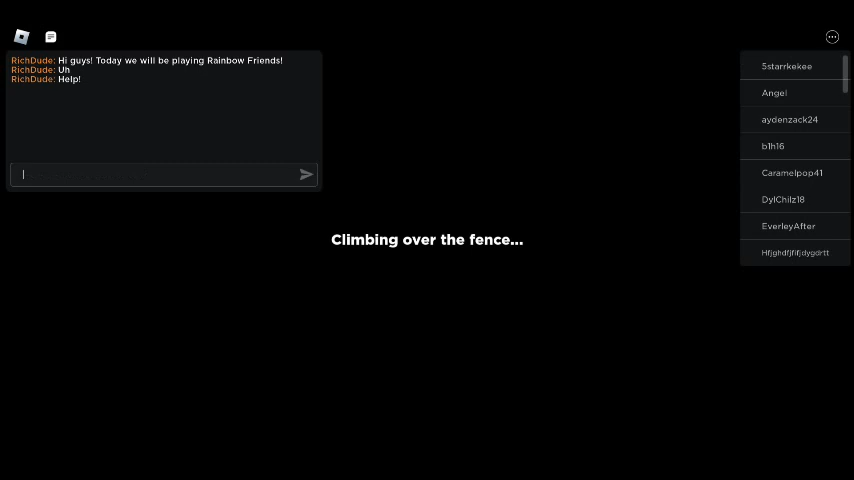 RichDude: Hi guys! Today we will be playing Rainbow Friends!
RichDude: Uh
RichDude: Help!
5starrkekee
Angel
aydenzack24
b1h16
Caramelpop41
DylChilz18
EverleyAfter
Hfjghdfjfifjdygdrtt
Climbing over the fence...